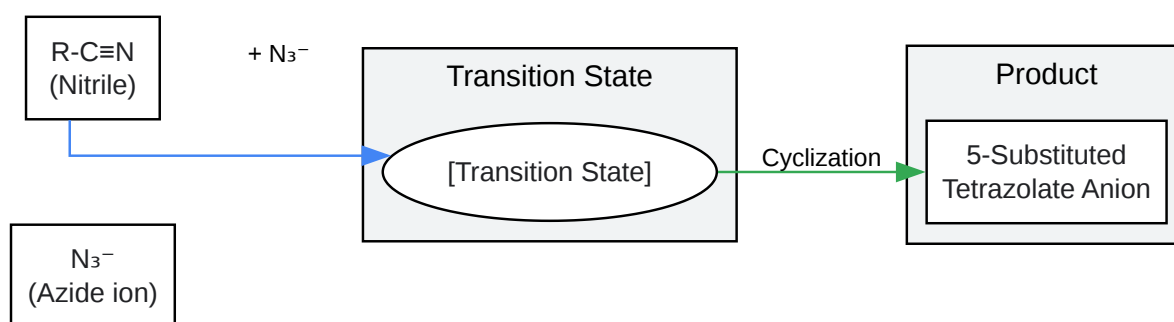 R-C≡N
(Nitrile)
+ N₃⁻
Transition State
[Transition State]
Cyclization
Product
5-Substituted
Tetrazolate Anion
N₃⁻
(Azide ion)